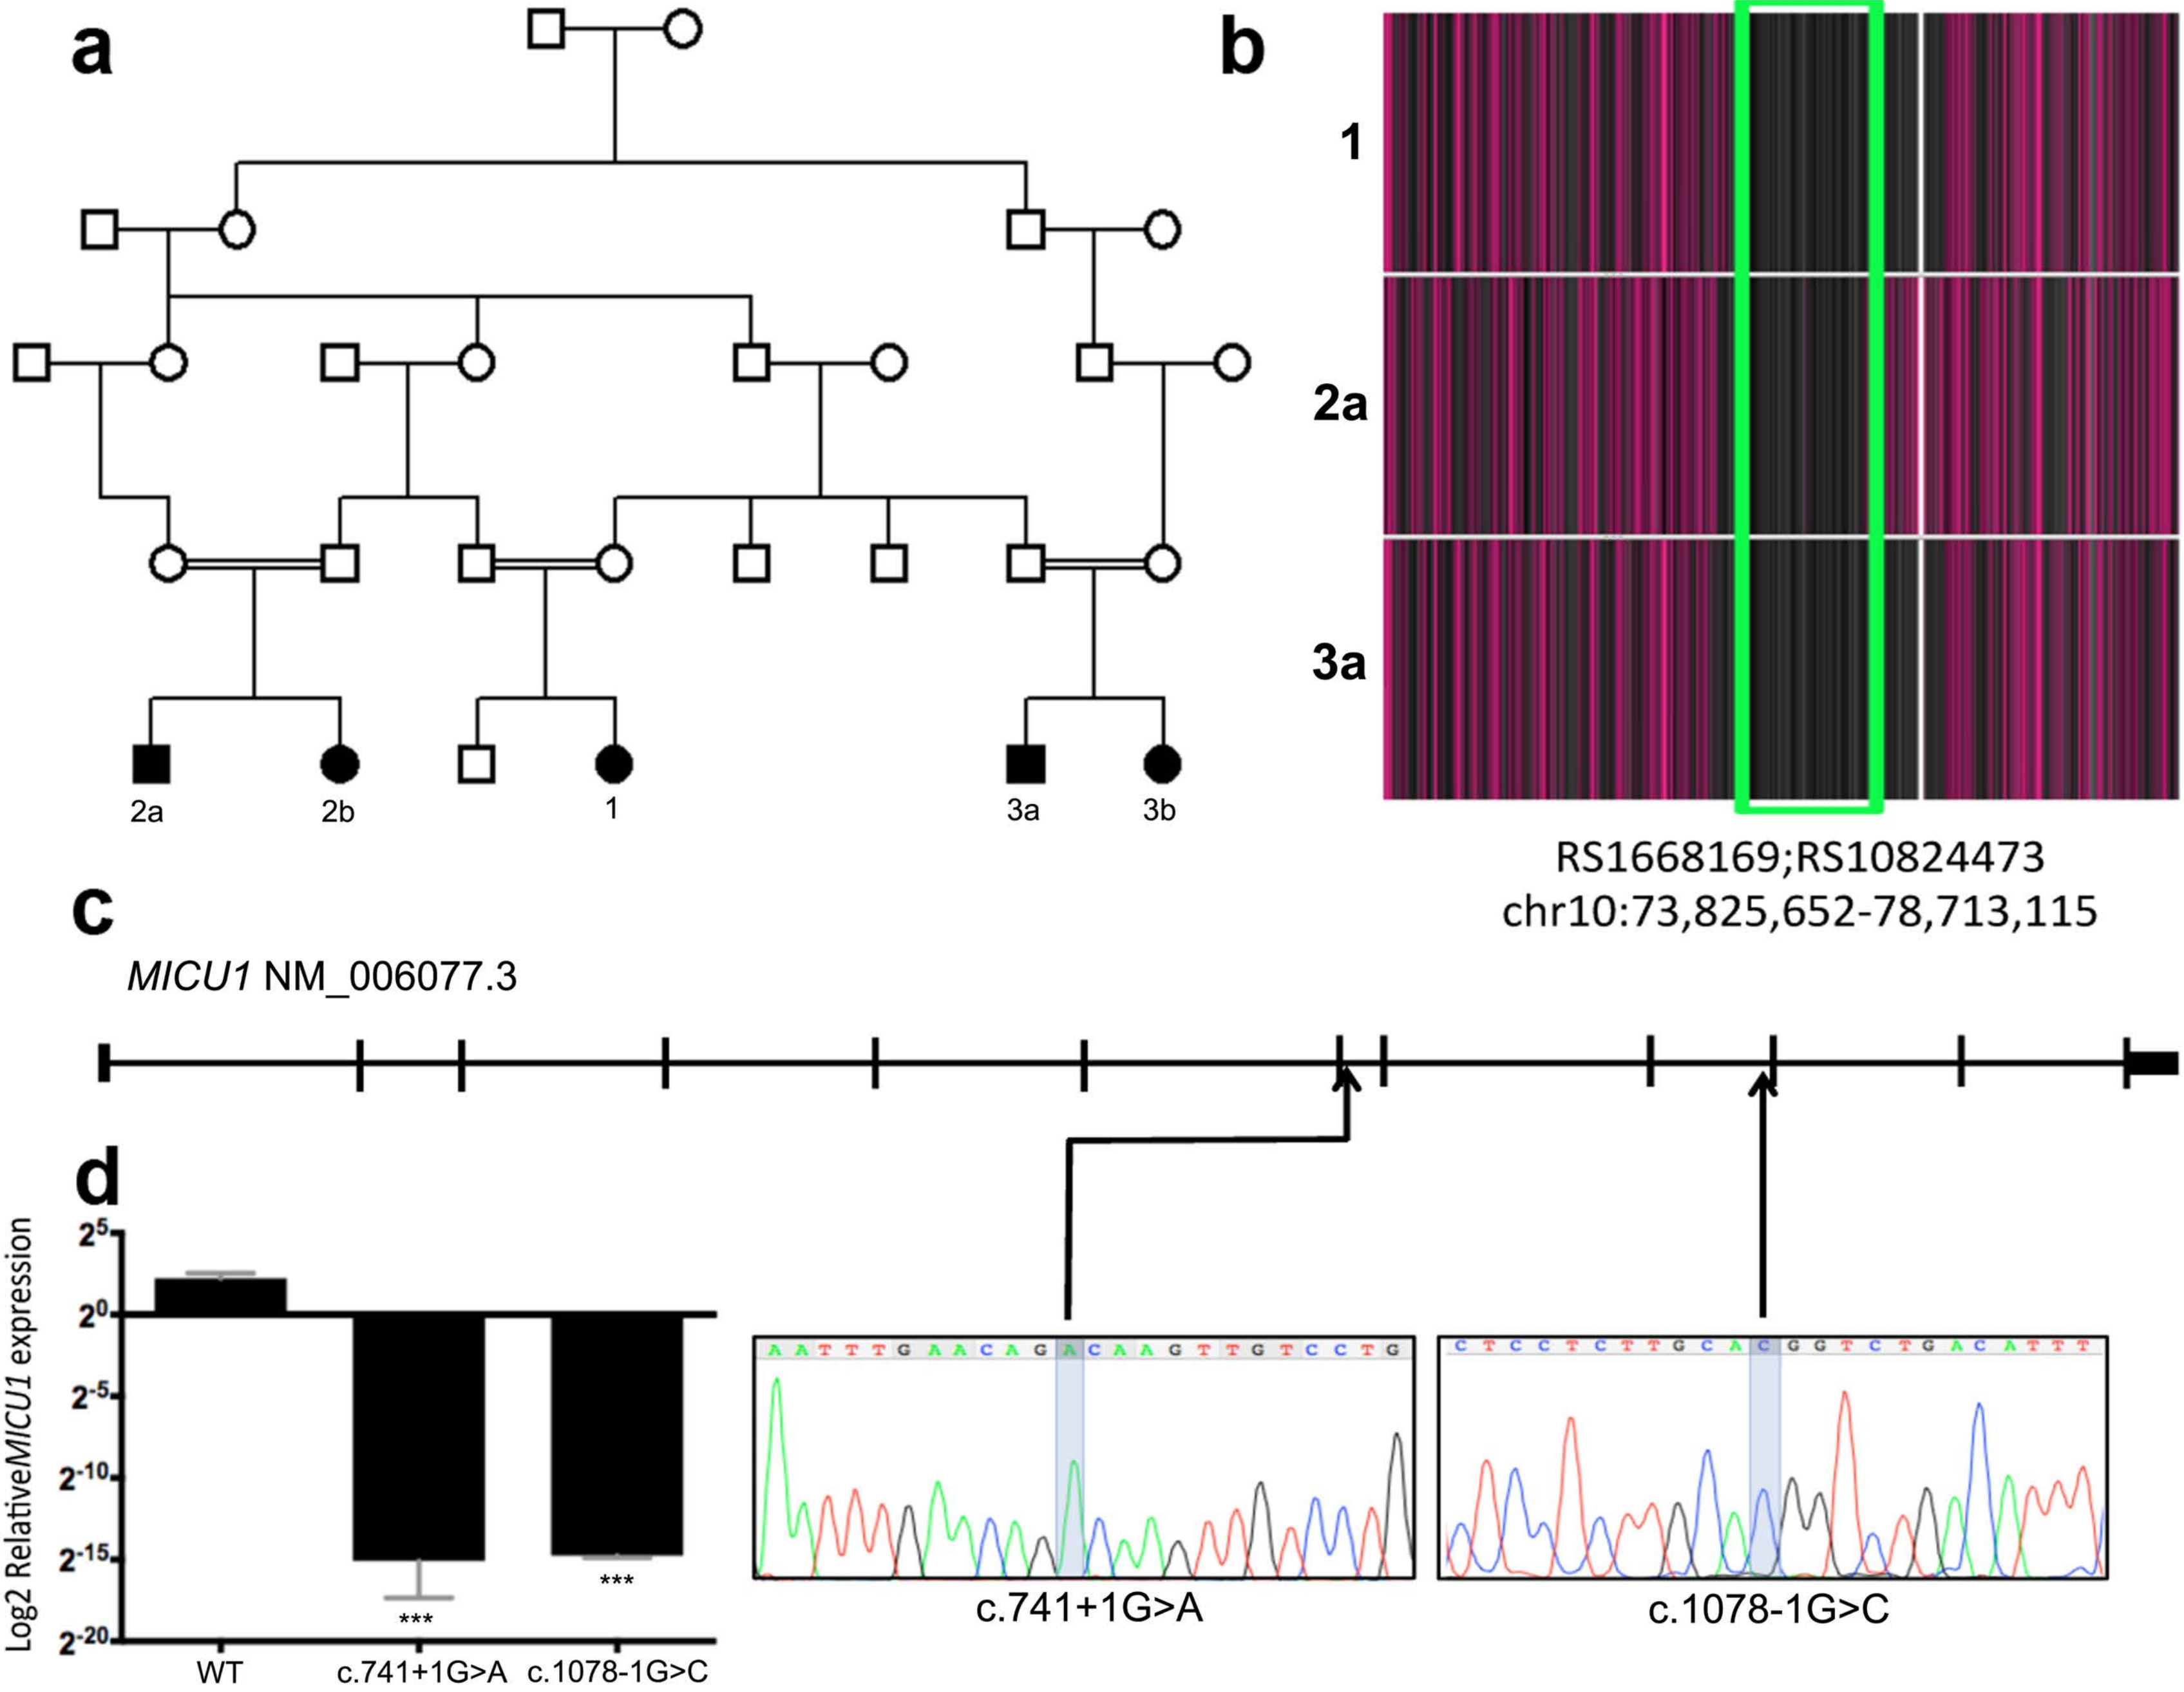 a
2a
2b
1
3a
3b
b
1
2a
3a
RS1668169;RS10824473
chr10:73,825,652-78,713,115
c
MICU1 NM_006077.3
A A T T T G A A C A G A C A A G T T G T C C T G
c.741+1G>A
C T C C T C T T G C A C G G T C T G A C A T T T
c.1078-1G>C
d
Log2 RelativeMICU1 expression
2^5
2^0
2^-5
2^-10
2^-15
2^-20
***
***
WT
c.741+1G>A
c.1078-1G>C